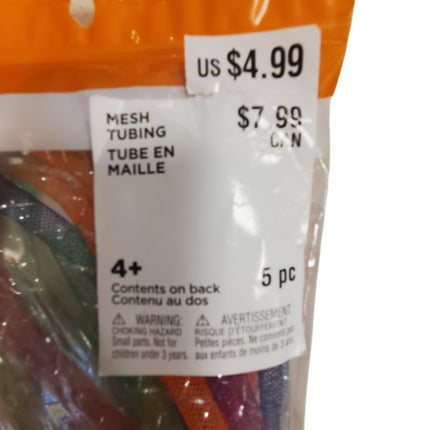 US $4.99
MESH
TUBING
$7.99
CAN
TUBE EN
MAILLE
4+
5 pc
Contents on back
Contenu au dos
⚠ WARNING:
CHOKING HAZARD
Small parts. Not for
children under 3 years.
⚠ AVERTISSEMENT
RISQUE D'ÉTOUFFEMENT
Petites pièces. Ne convient pas
aux enfants de moins de 3 ans.